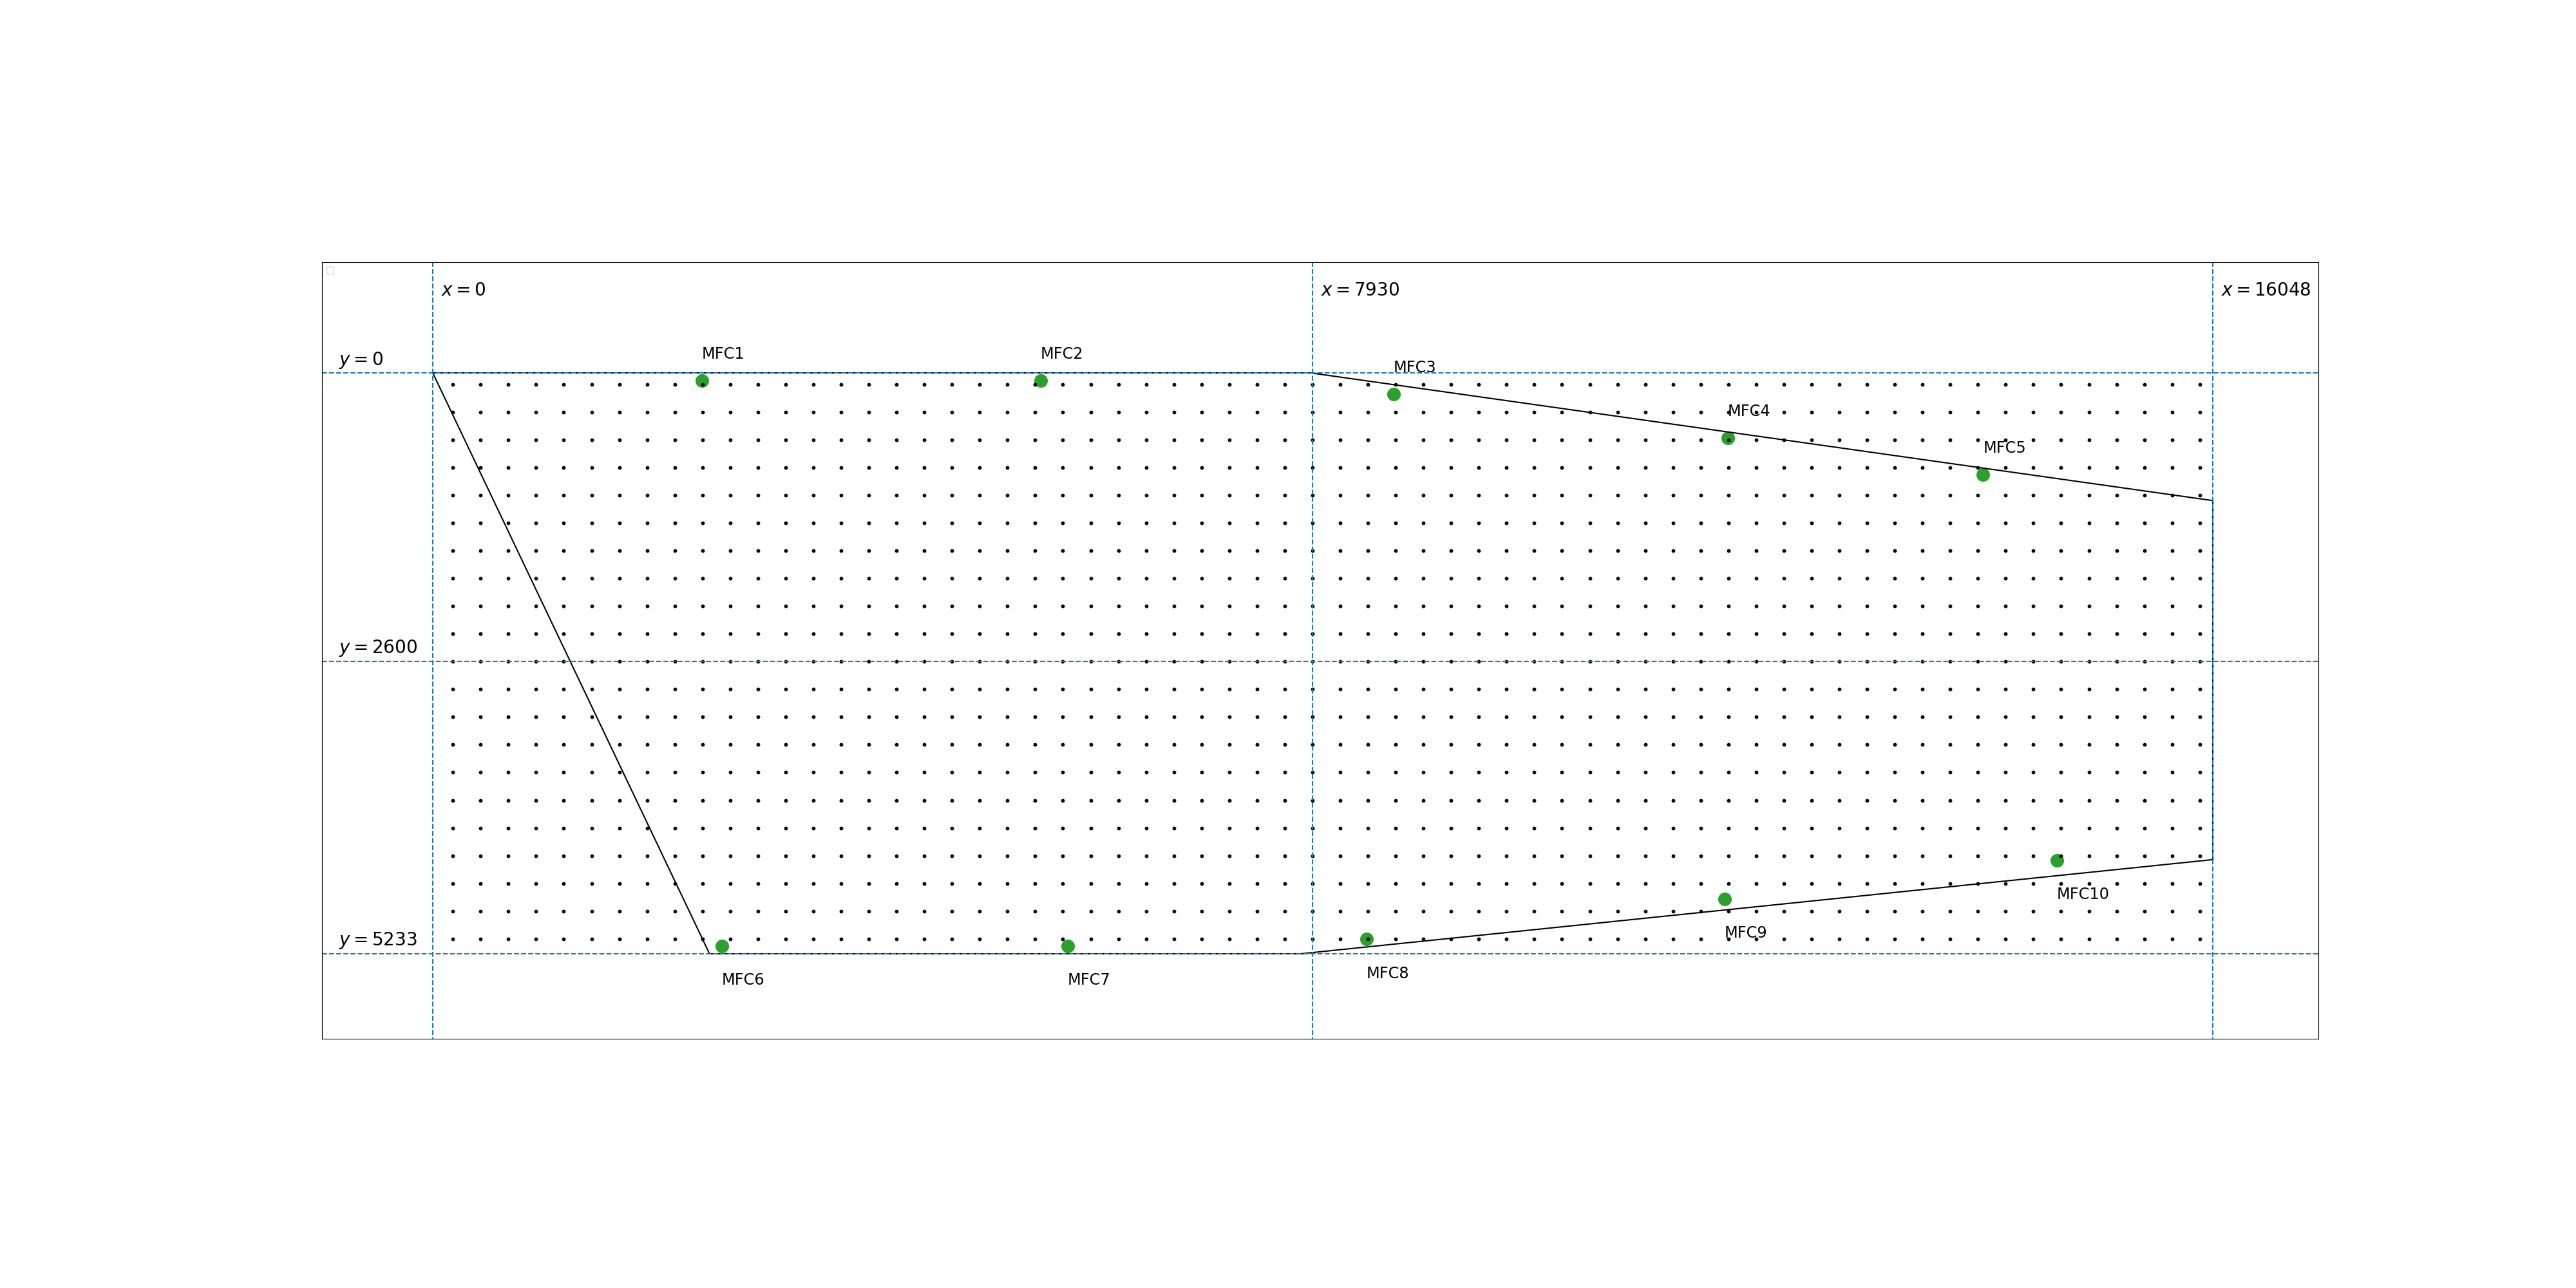 x = 0
x = 7930
x = 16048
y = 0
MFC1
MFC2
MFC3
MFC4
MFC5
y = 2600
MFC10
MFC9
y = 5233
MFC6
MFC7
MFC8